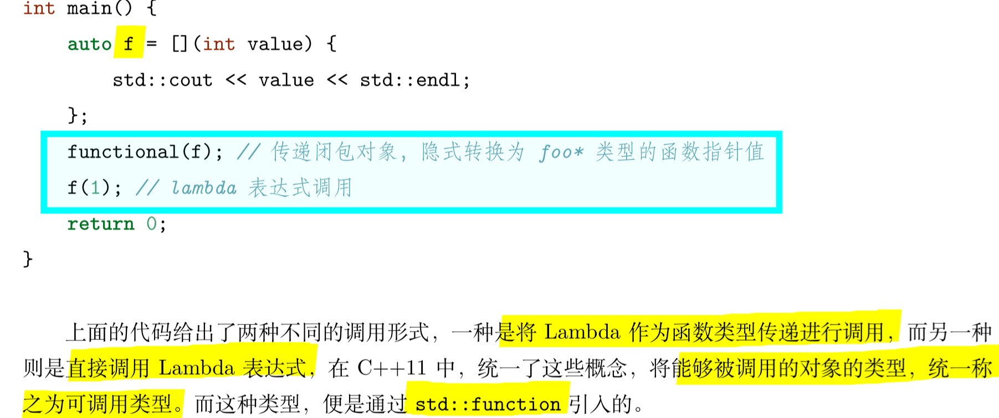 int main() {
    auto f = [](int value) {
        std::cout << value << std::endl;
    };
    functional(f); // 传递闭包对象，隐式转换为 foo* 类型的函数指针值
    f(1); // lambda 表达式调用
    return 0;
}
上面的代码给出了两种不同的调用形式，一种是将 Lambda 作为函数类型传递进行调用，而另一种
则是直接调用 Lambda 表达式，在 C++11 中，统一了这些概念，将能够被调用的对象的类型，统一称
之为可调用类型。而这种类型，便是通过 std::function 引入的。